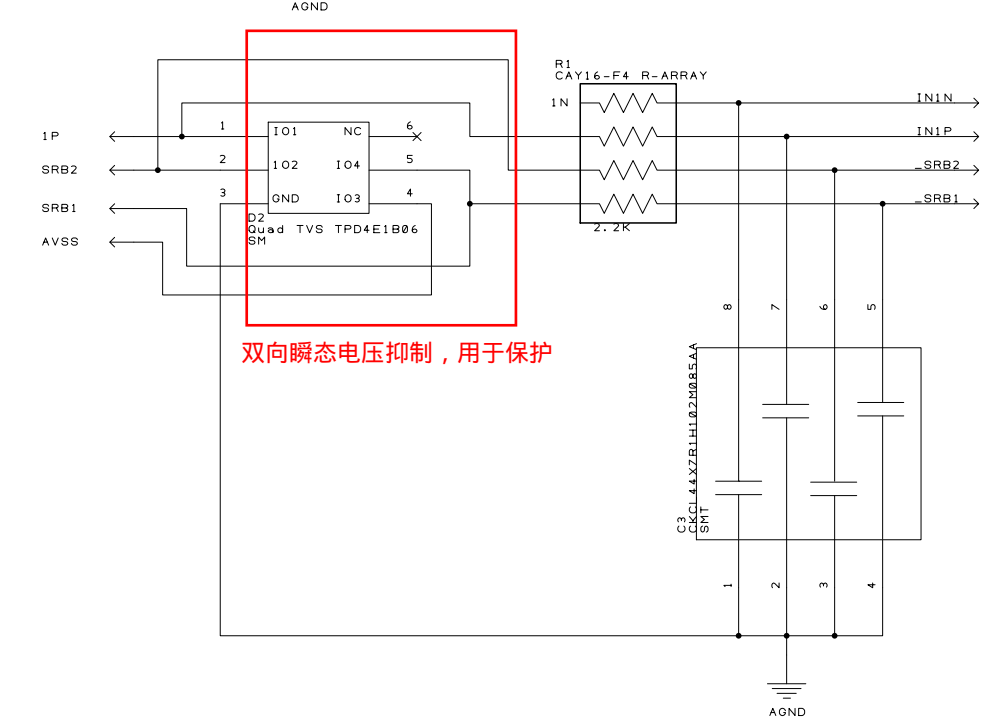 AGND
R1
CAY16-F4 R-ARRAY
1N
IN1N
1P
1
IO1
NC
6
IN1P
SRB2
2
1O2
IO4
5
_SRB2
3
GND
IO3
4
SRB1
_SRB1
D2
Quad TVS TPD4E1B06
SM
2.2K
AVSS
8
7
6
5
双向瞬态电压抑制，用于保护
C3
CKCL44X7R1H102M085AA
SMT
1
2
3
4
AGND